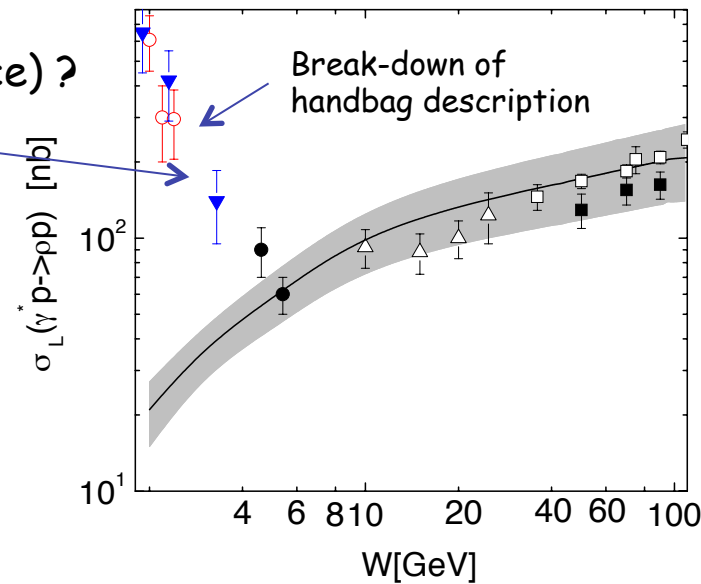 ce) ?
Break-down of
handbag description
σ_L(γ* p->ρp) [nb]
10²
10¹
4 6 8 10 20 40 60 100
W[GeV]